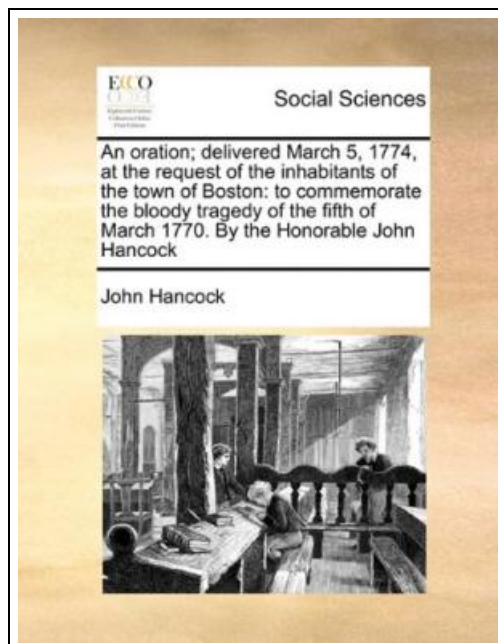 ECCO
Social Sciences
An oration; delivered March 5, 1774,
at the request of the inhabitants of
the town of Boston: to commemorate
the bloody tragedy of the fifth of
March 1770. By the Honorable John
Hancock
John Hancock